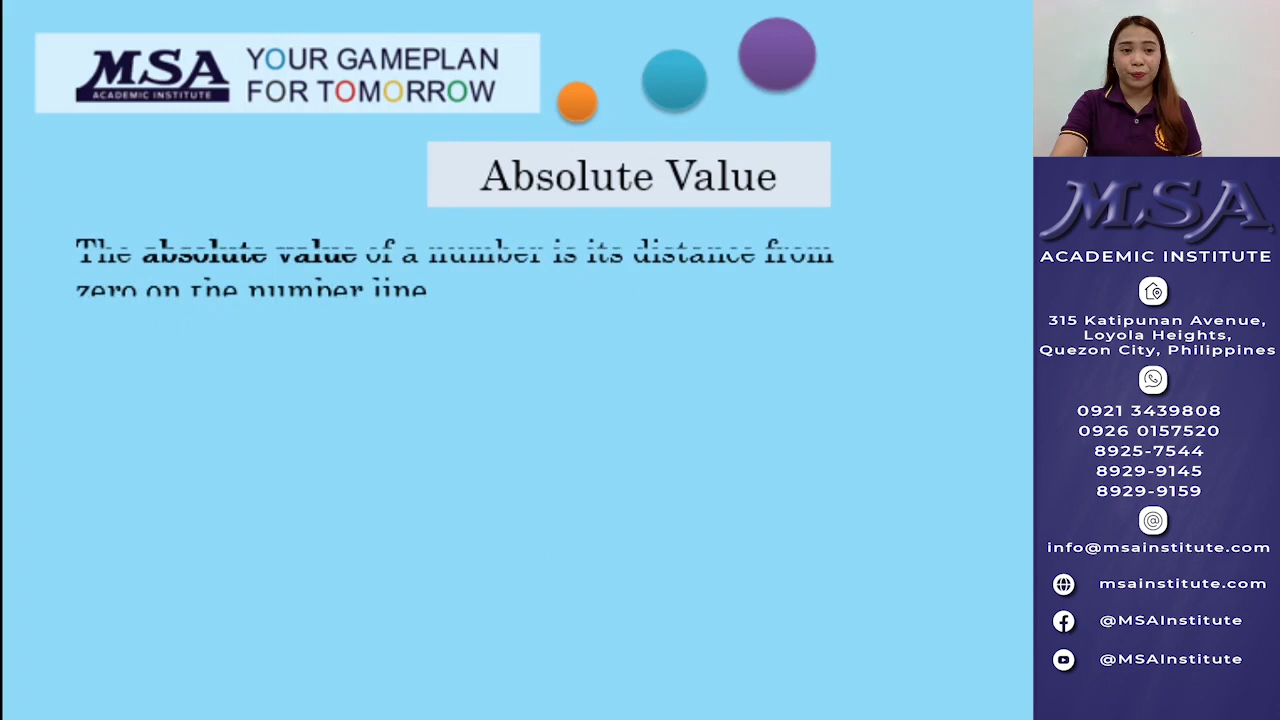 MSA
ACADEMIC INSTITUTE
YOUR GAMEPLAN
FOR TOMORROW
Absolute Value
The absolute value of a number is its distance from
zero on the number line
MSA
ACADEMIC INSTITUTE
315 Katipunan Avenue,
Loyola Heights,
Quezon City, Philippines
0921 3439808
0926 0157520
8925-7544
8929-9145
8929-9159
info@msainstitute.com
msainstitute.com
@MSAInstitute
@MSAInstitute